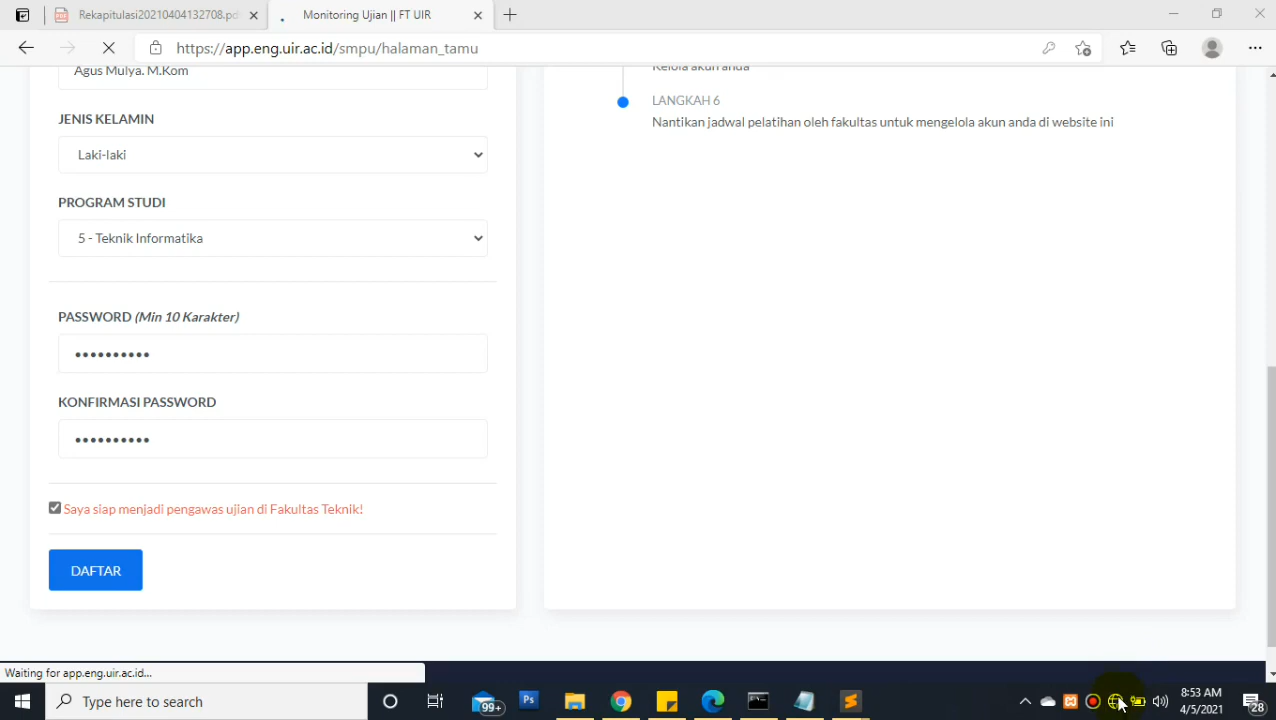 Rekapitulasi20210404132708.pd
Monitoring Ujian || FT UIR
https://app.eng.uir.ac.id/smpu/halaman_tamu
Agus Mulya. M.Kom
Kelola akun anda
JENIS KELAMIN
LANGKAH 6
Nantikan jadwal pelatihan oleh fakultas untuk mengelola akun anda di website ini
Laki-laki
PROGRAM STUDI
5 - Teknik Informatika
PASSWORD (Min 10 Karakter)
KONFIRMASI PASSWORD
Saya siap menjadi pengawas ujian di Fakultas Teknik!
DAFTAR
Waiting for app.eng.uir.ac.id...
Type here to search
99+
Ps
8:53 AM
4/5/2021
28